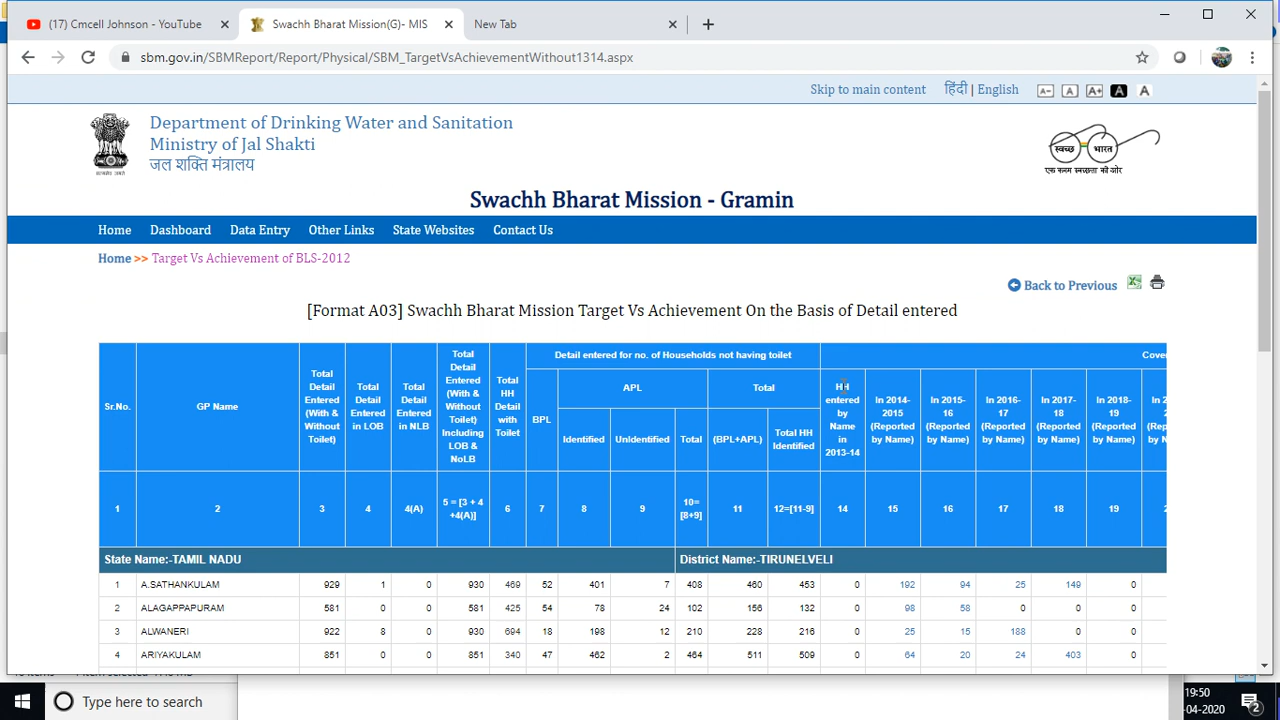 (17) Cmcell Johnson - YouTube
Swachh Bharat Mission(G)- MIS
New Tab
sbm.gov.in/SBMReport/Report/Physical/SBM_TargetVsAchievementWithout1314.aspx
Skip to main content
हिंदी | English
A- A A+ A A
Department of Drinking Water and Sanitation
Ministry of Jal Shakti
जल शक्ति मंत्रालय
स्वच्छ भारत
एक कदम स्वच्छता की ओर
Swachh Bharat Mission - Gramin
Home Dashboard Data Entry Other Links State Websites Contact Us
Home >> Target Vs Achievement of BLS-2012
Back to Previous
[Format A03] Swachh Bharat Mission Target Vs Achievement On the Basis of Detail entered
Sr.No.
GP Name
Total
Detail
Entered
(With &
Without
Toilet)
Total
Detail
Entered
in LOB
Total
Detail
Entered
in NLB
Total
Detail
Entered
(With &
Without
Toilet)
Including
LOB &
NoLB
Total
HH
Detail
with
Toilet
Detail entered for no. of Households not having toilet
BPL
APL
Identified
Unidentified
Total
Total
(BPL+APL)
Total HH
Identified
HH
entered
by
Name
in
2013-14
In 2014-
2015
(Reported
by Name)
In 2015-
16
(Reported
by Name)
In 2016-
17
(Reported
by Name)
In 2017-
18
(Reported
by Name)
In 2018-
19
(Reported
by Name)
1 2 3 4 4(A) 5 = [3 + 4 +4(A)] 6 7 8 9 10= [8+9] 11 12=[11-9] 14 15 16 17 18 19
State Name:-TAMIL NADU District Name:-TIRUNELVELI
1 A.SATHANKULAM 929 1 0 930 469 52 401 7 408 460 453 0 192 94 25 149 0
2 ALAGAPPAPURAM 581 0 0 581 425 54 78 24 102 156 132 0 98 58 0 0 0
3 ALWANERI 922 8 0 930 694 18 198 12 210 228 216 0 25 15 188 0 0
4 ARIYAKULAM 851 0 0 851 340 47 462 2 464 511 509 0 64 20 24 403 0
Type here to search
19:50
-04-2020
2